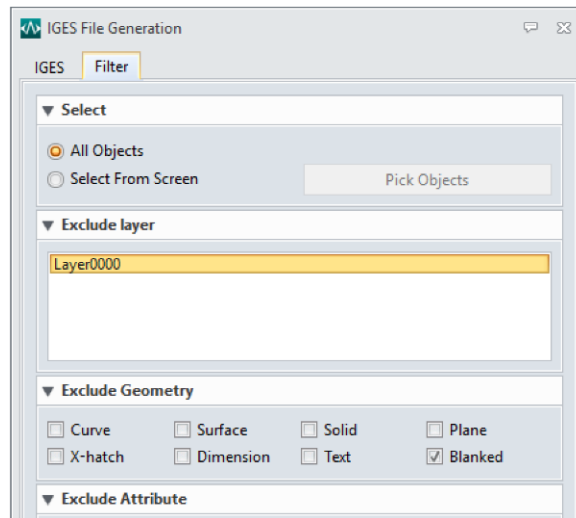 IGES File Generation
IGES Filter
Select
All Objects
Select From Screen Pick Objects
Exclude layer
Layer0000
Exclude Geometry
Curve Surface Solid Plane
X-hatch Dimension Text Blanked
Exclude Attribute